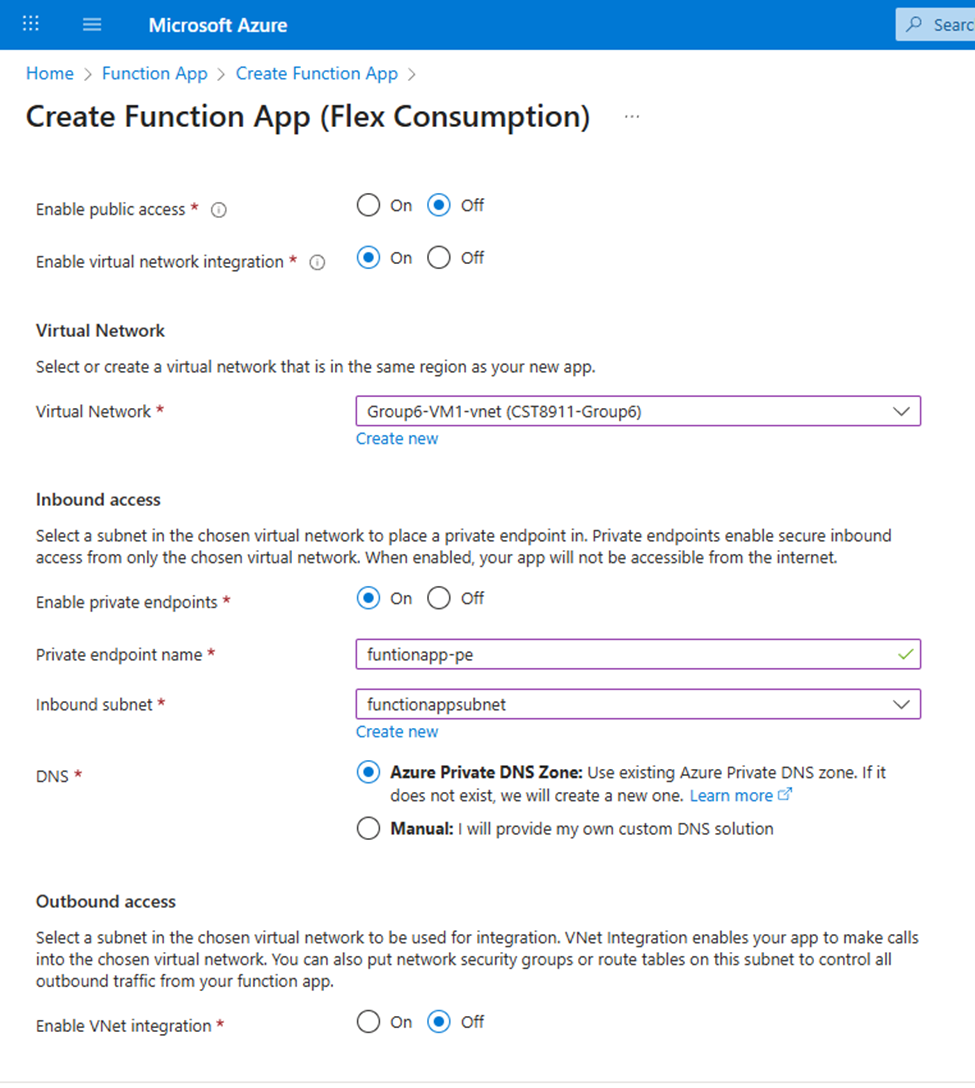 Microsoft Azure
Searc
Home > Function App > Create Function App >
Create Function App (Flex Consumption) ...
Enable public access * On Off
Enable virtual network integration * On Off
Virtual Network
Select or create a virtual network that is in the same region as your new app.
Virtual Network * Group6-VM1-vnet (CST8911-Group6)
Create new
Inbound access
Select a subnet in the chosen virtual network to place a private endpoint in. Private endpoints enable secure inbound
access from only the chosen virtual network. When enabled, your app will not be accessible from the internet.
Enable private endpoints * On Off
Private endpoint name * funtionapp-pe
Inbound subnet * functionappsubnet
Create new
DNS * Azure Private DNS Zone: Use existing Azure Private DNS zone. If it
does not exist, we will create a new one. Learn more
Manual: I will provide my own custom DNS solution
Outbound access
Select a subnet in the chosen virtual network to be used for integration. VNet Integration enables your app to make calls
into the chosen virtual network. You can also put network security groups or route tables on this subnet to control all
outbound traffic from your function app.
Enable VNet integration * On Off